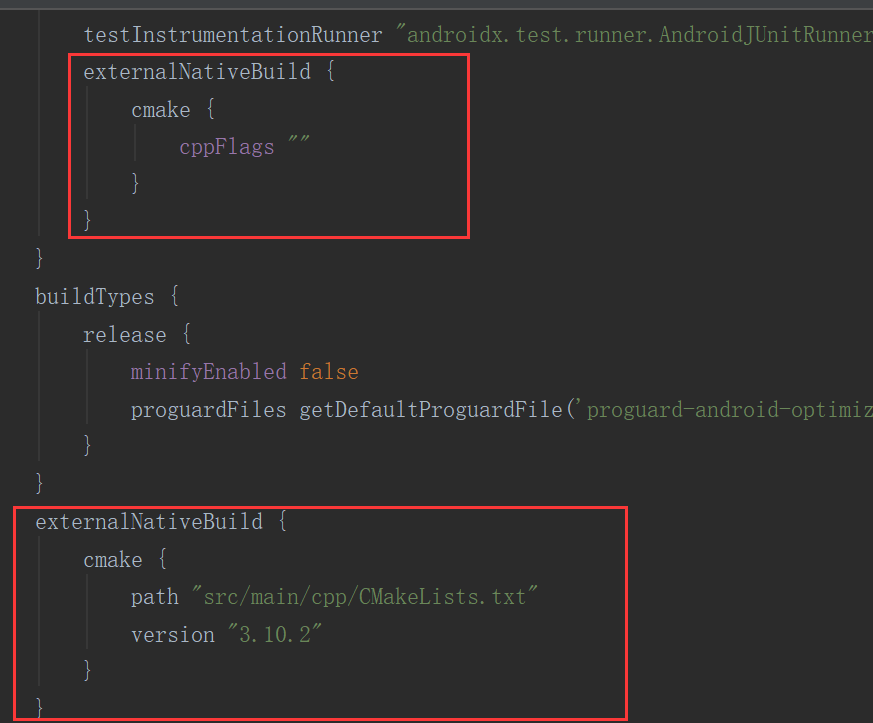 testInstrumentationRunner "androidx.test.runner.AndroidJUnitRunner
externalNativeBuild {
cmake {
cppFlags ""
}
}
}
buildTypes {
release {
minifyEnabled false
proguardFiles getDefaultProguardFile('proguard-android-optimiz
}
}
externalNativeBuild {
cmake {
path "src/main/cpp/CMakeLists.txt"
version "3.10.2"
}
}